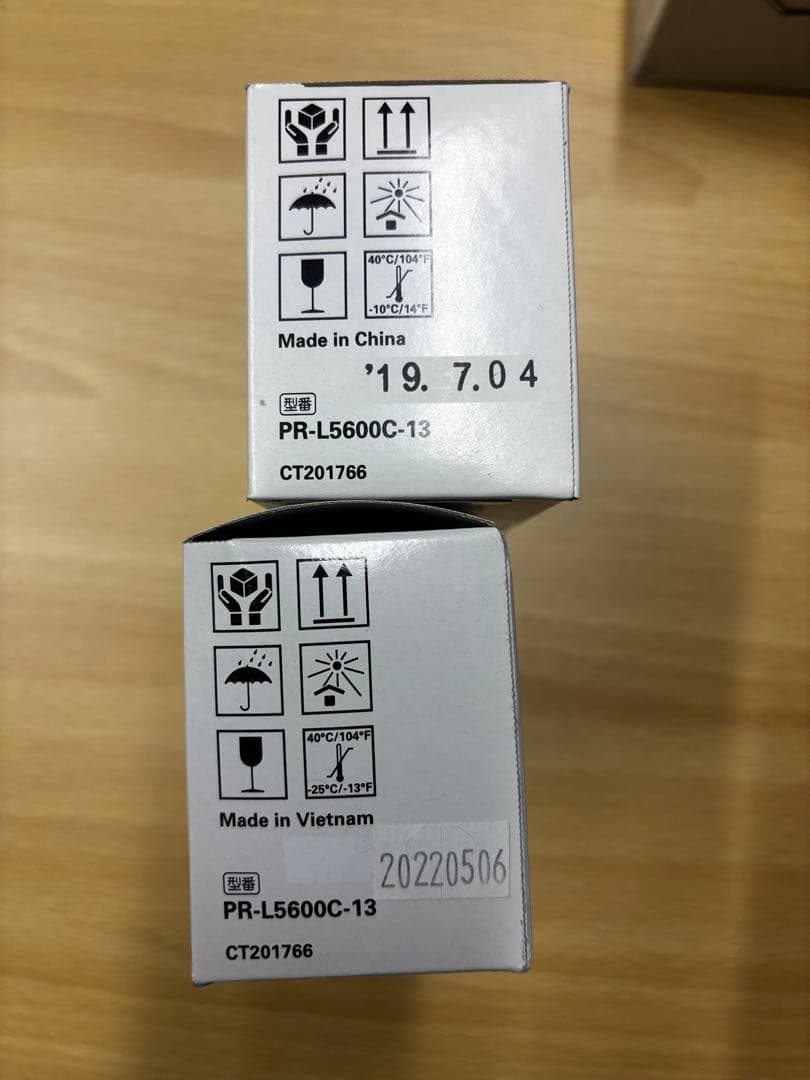 40°C/104°F
-10°C/14°F
Made in China
'19. 7.04
型番
PR-L5600C-13
CT201766
40°C/104°F
-25°C/-13°F
Made in Vietnam
20220506
型番
PR-L5600C-13
CT201766